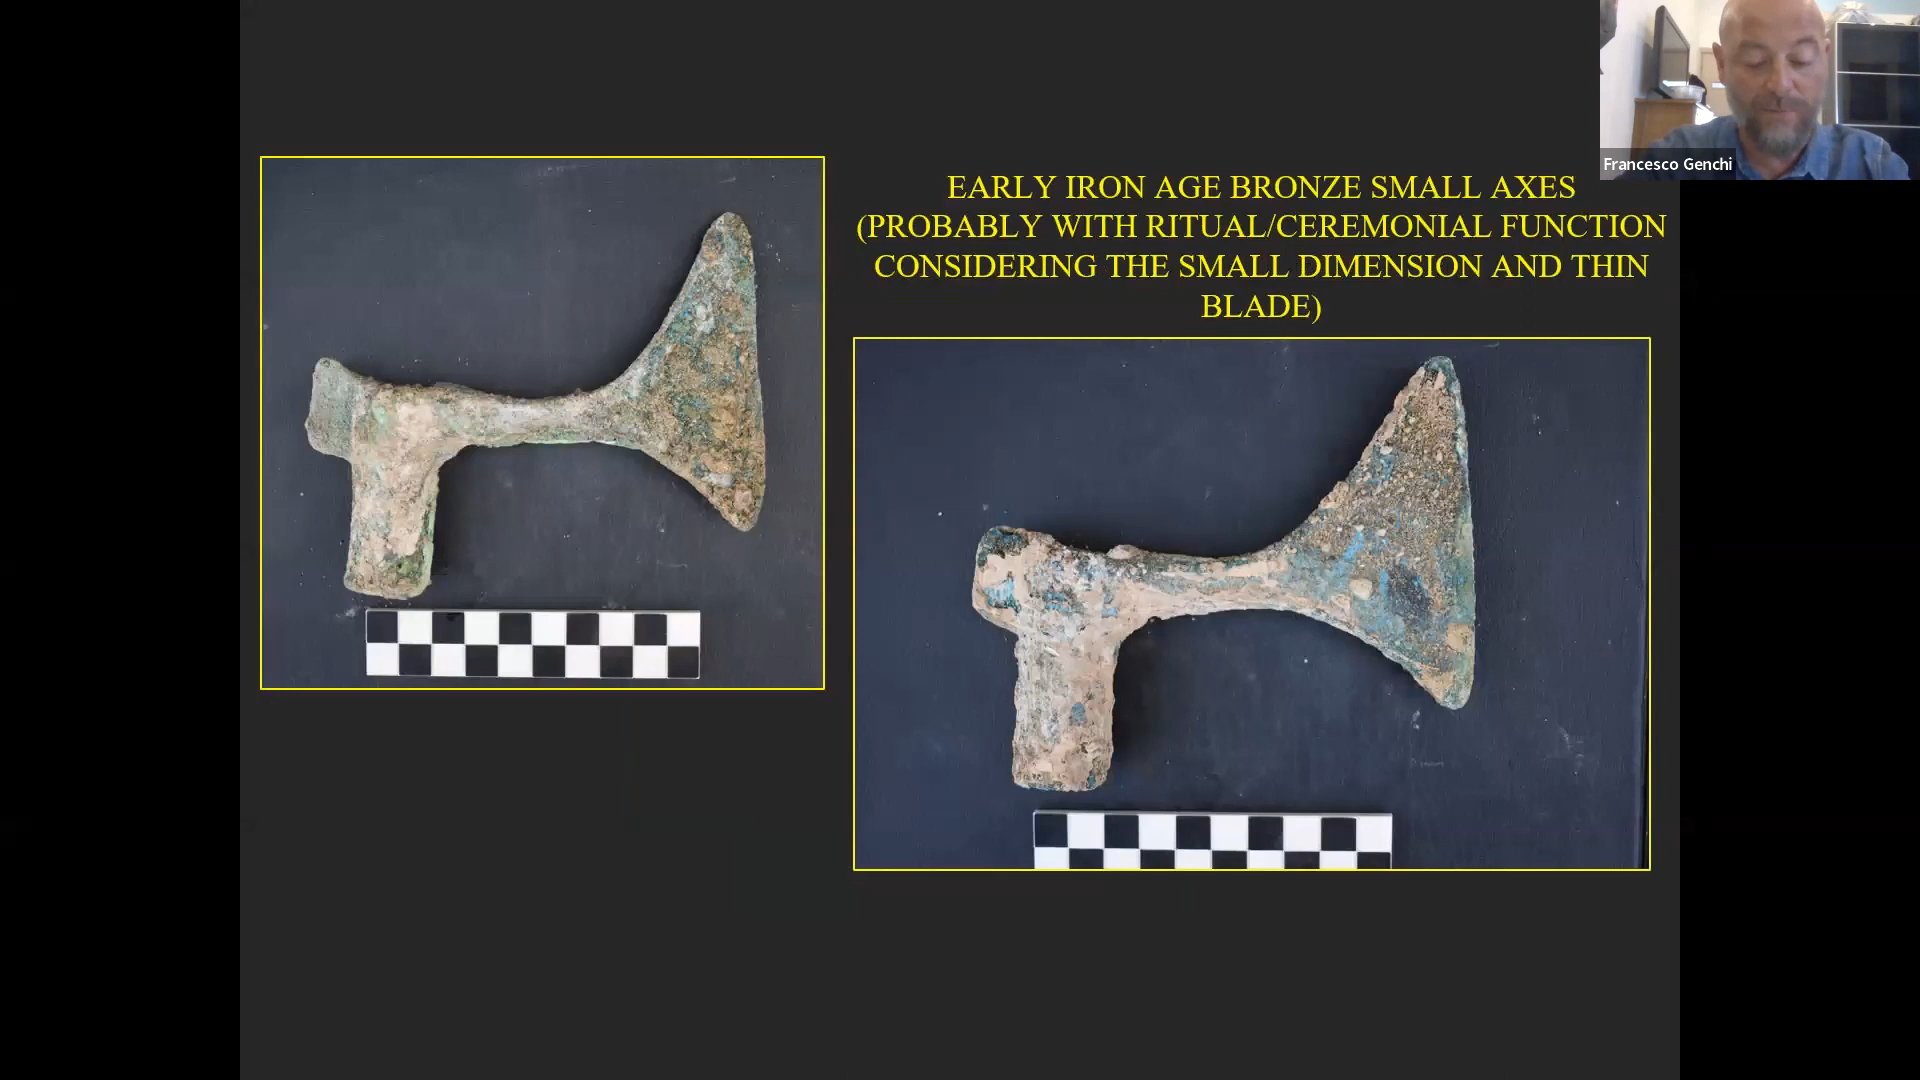 Francesco Genchi
EARLY IRON AGE BRONZE SMALL AXES
(PROBABLY WITH RITUAL/CEREMONIAL FUNCTION
CONSIDERING THE SMALL DIMENSION AND THIN
BLADE)